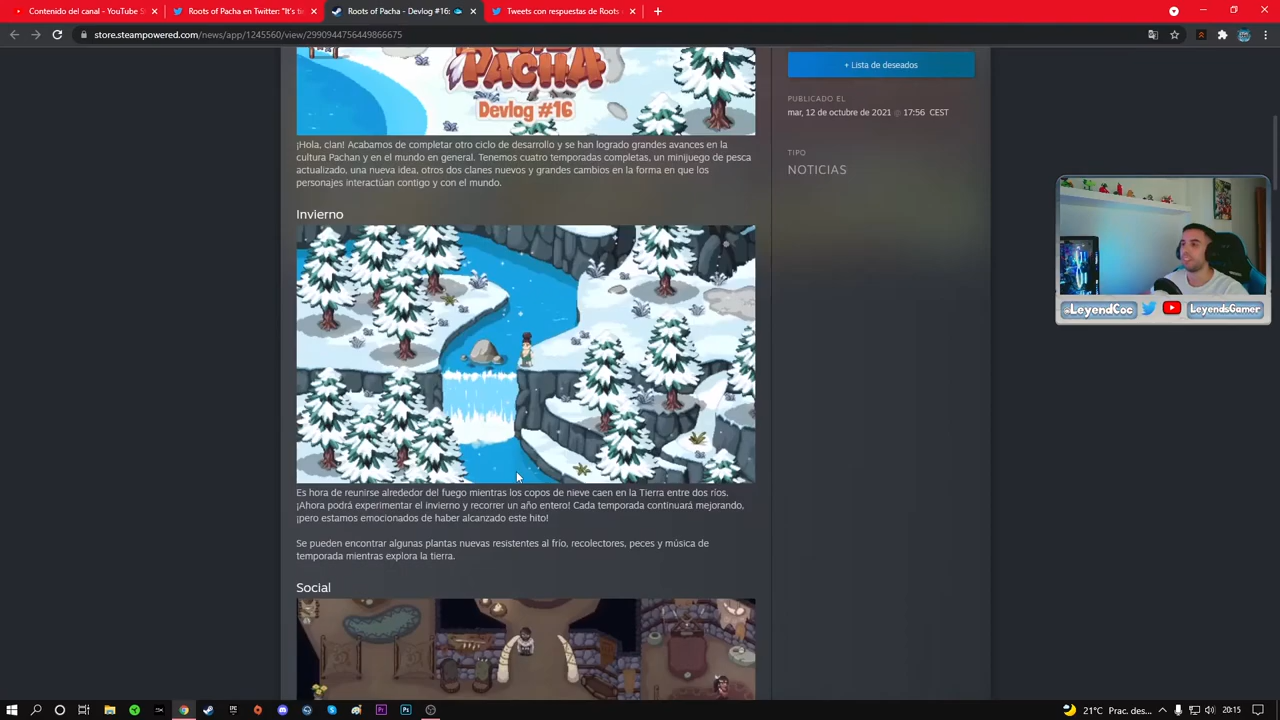 Contenido del canal - YouTube S
Roots of Pacha en Twitter: "It's ti
Roots of Pacha - Devlog #16:
Tweets con respuestas de Roots
store.steampowered.com/news/app/1245560/view/2990944756449866675
PACHA
Devlog #16
+ Lista de deseados
PUBLICADO EL
mar, 12 de octubre de 2021 @ 17:56 CEST
TIPO
NOTICIAS
¡Hola, clan! Acabamos de completar otro ciclo de desarrollo y se han logrado grandes avances en la
cultura Pachan y en el mundo en general. Tenemos cuatro temporadas completas, un minijuego de pesca
actualizado, una nueva idea, otros dos clanes nuevos y grandes cambios en la forma en que los
personajes interactúan contigo y con el mundo.
Invierno
@LeyendCoc
LeyendsGamer
Es hora de reunirse alrededor del fuego mientras los copos de nieve caen en la Tierra entre dos ríos.
¡Ahora podrá experimentar el invierno y recorrer un año entero! Cada temporada continuará mejorando,
¡pero estamos emocionados de haber alcanzado este hito!
Se pueden encontrar algunas plantas nuevas resistentes al frío, recolectores, peces y música de
temporada mientras explora la tierra.
Social
21°C Prac. des...
20:15